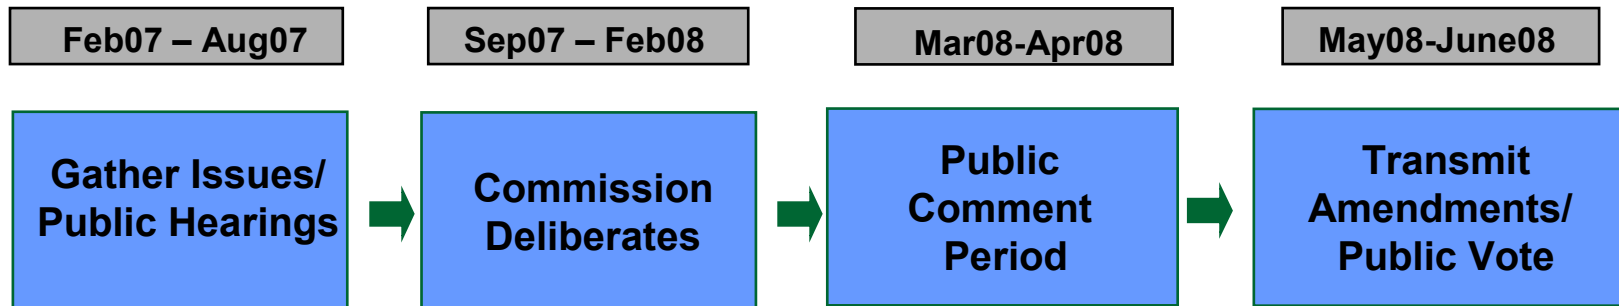 Feb07 – Aug07
Sep07 – Feb08
Mar08-Apr08
May08-June08
Gather Issues/
Public Hearings
Commission
Deliberates
Public
Comment
Period
Transmit
Amendments/
Public Vote